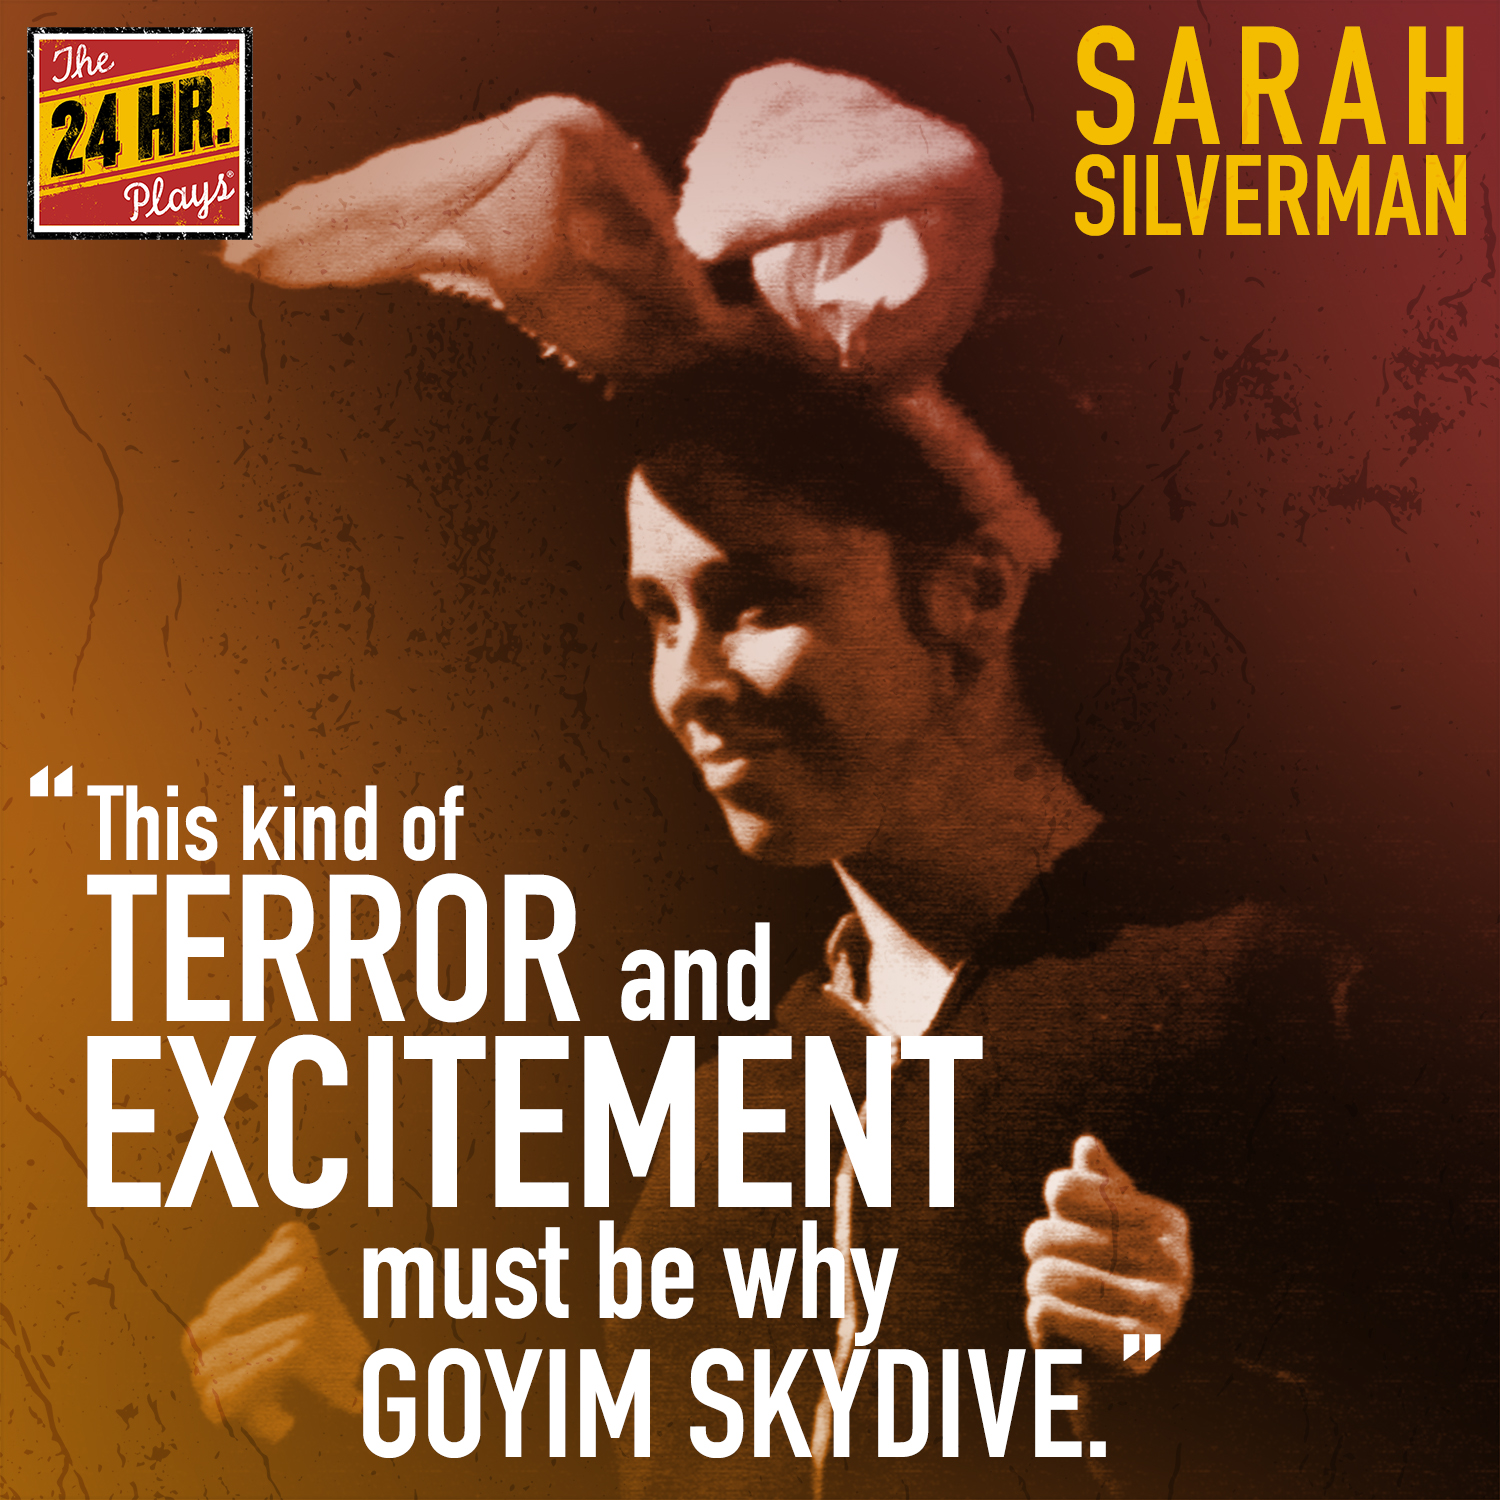 The
24 HR.
Plays®
SARAH
SILVERMAN
“This kind of
TERROR and
EXCITEMENT
must be why
GOYIM SKYDIVE.”